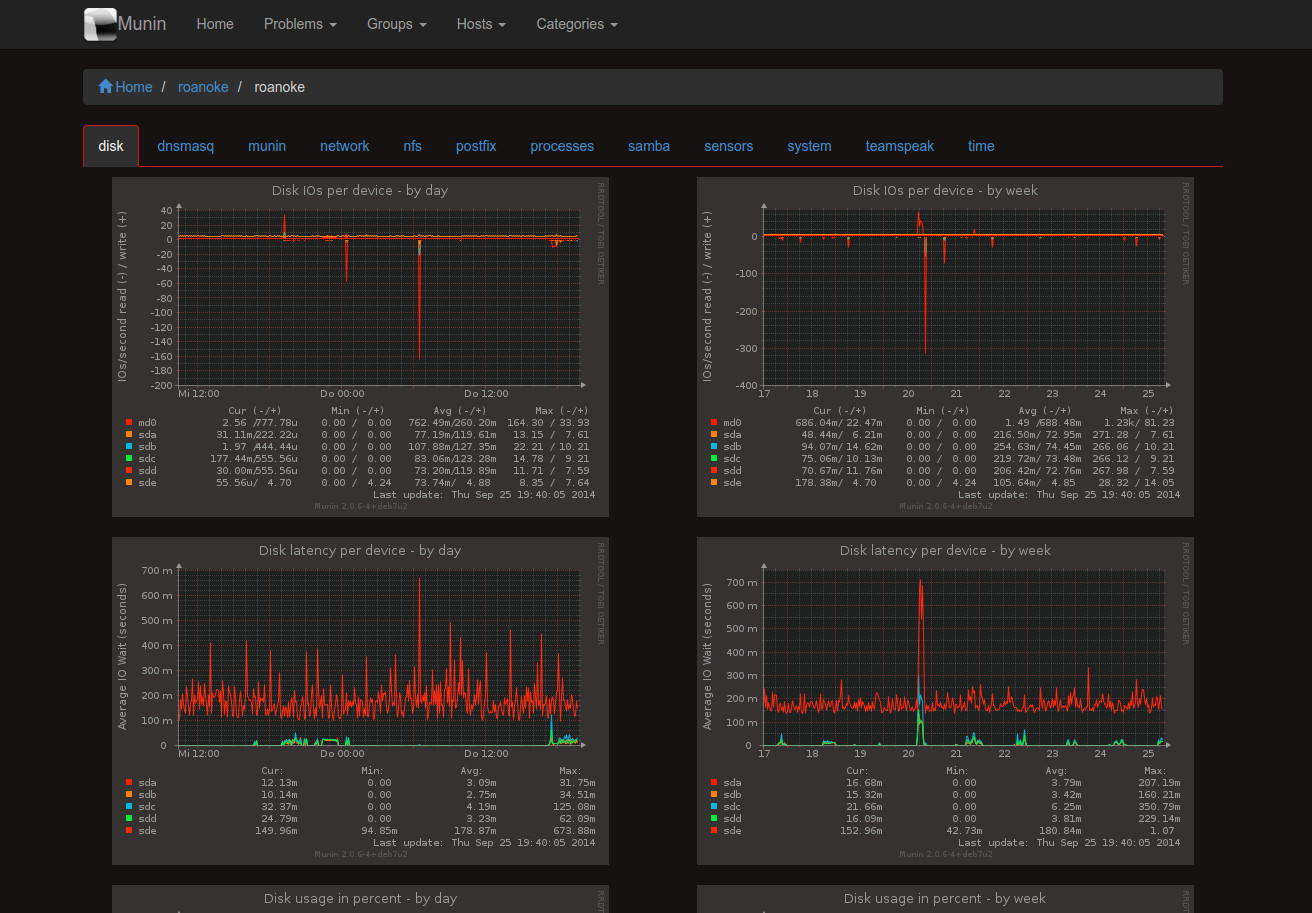 Munin Home Problems Groups Hosts Categories
Home / roanoke / roanoke
disk dnsmasq munin network nfs postfix processes samba sensors system teamspeak time
Disk IOs per device - by day
RRDTOOL / TOBI OETIKER
IOs/second read (-) / write (+)
40
20
0
-20
-40
-60
-80
-100
-120
-140
-160
-180
-200
Mi 12:00 Do 00:00 Do 12:00
Cur (-/+) Min (-/+) Avg (-/+) Max (-/+)
md0 2.56 /777.78u 0.00 / 0.00 762.49m/260.20m 164.30 / 33.93
sda 31.11m/222.22u 0.00 / 0.00 77.19m/119.61m 13.15 / 7.61
sdb 1.97 /444.44u 0.00 / 0.00 107.88m/127.35m 22.21 / 10.21
sdc 177.44m/555.56u 0.00 / 0.00 83.06m/123.28m 14.78 / 9.21
sdd 30.00m/555.56u 0.00 / 0.00 73.20m/119.89m 11.71 / 7.59
sde 55.56u/ 4.70 0.00 / 4.24 73.74m/ 4.88 8.35 / 7.64
Last update: Thu Sep 25 19:40:05 2014
Munin 2.0.6-4+deb7u2
Disk IOs per device - by week
RRDTOOL / TOBI OETIKER
IOs/second read (-) / write (+)
0
-100
-200
-300
-400
17 18 19 20 21 22 23 24 25
Cur (-/+) Min (-/+) Avg (-/+) Max (-/+)
md0 686.04m/ 22.47m 0.00 / 0.00 1.49 /688.48m 1.23k/ 81.23
sda 48.44m/ 6.21m 0.00 / 0.00 216.50m/ 72.95m 271.28 / 7.61
sdb 94.07m/ 14.62m 0.00 / 0.00 254.63m/ 74.45m 266.06 / 10.21
sdc 75.06m/ 10.13m 0.00 / 0.00 219.72m/ 73.48m 266.12 / 9.21
sdd 70.67m/ 11.76m 0.00 / 0.00 206.42m/ 72.76m 267.98 / 7.59
sde 178.38m/ 4.70 0.00 / 4.24 105.64m/ 4.85 28.32 / 14.05
Last update: Thu Sep 25 19:40:05 2014
Munin 2.0.6-4+deb7u2
Disk latency per device - by day
RRDTOOL / TOBI OETIKER
Average IO Wait (seconds)
700 m
600 m
500 m
400 m
300 m
200 m
100 m
0
Mi 12:00 Do 00:00 Do 12:00
Cur: Min: Avg: Max:
sda 12.13m 0.00 3.09m 31.75m
sdb 10.14m 0.00 2.75m 34.51m
sdc 32.37m 0.00 4.19m 125.08m
sdd 24.79m 0.00 3.23m 62.09m
sde 149.96m 94.85m 178.87m 673.88m
Last update: Thu Sep 25 19:40:05 2014
Munin 2.0.6-4+deb7u2
Disk latency per device - by week
RRDTOOL / TOBI OETIKER
Average IO Wait (seconds)
700 m
600 m
500 m
400 m
300 m
200 m
100 m
0
17 18 19 20 21 22 23 24 25
Cur: Min: Avg: Max:
sda 16.68m 0.00 3.79m 207.19m
sdb 15.32m 0.00 3.42m 160.21m
sdc 21.66m 0.00 6.25m 350.79m
sdd 16.09m 0.00 3.81m 229.14m
sde 152.96m 42.73m 180.84m 1.07
Last update: Thu Sep 25 19:40:05 2014
Munin 2.0.6-4+deb7u2
Disk usage in percent - by day
Disk usage in percent - by week